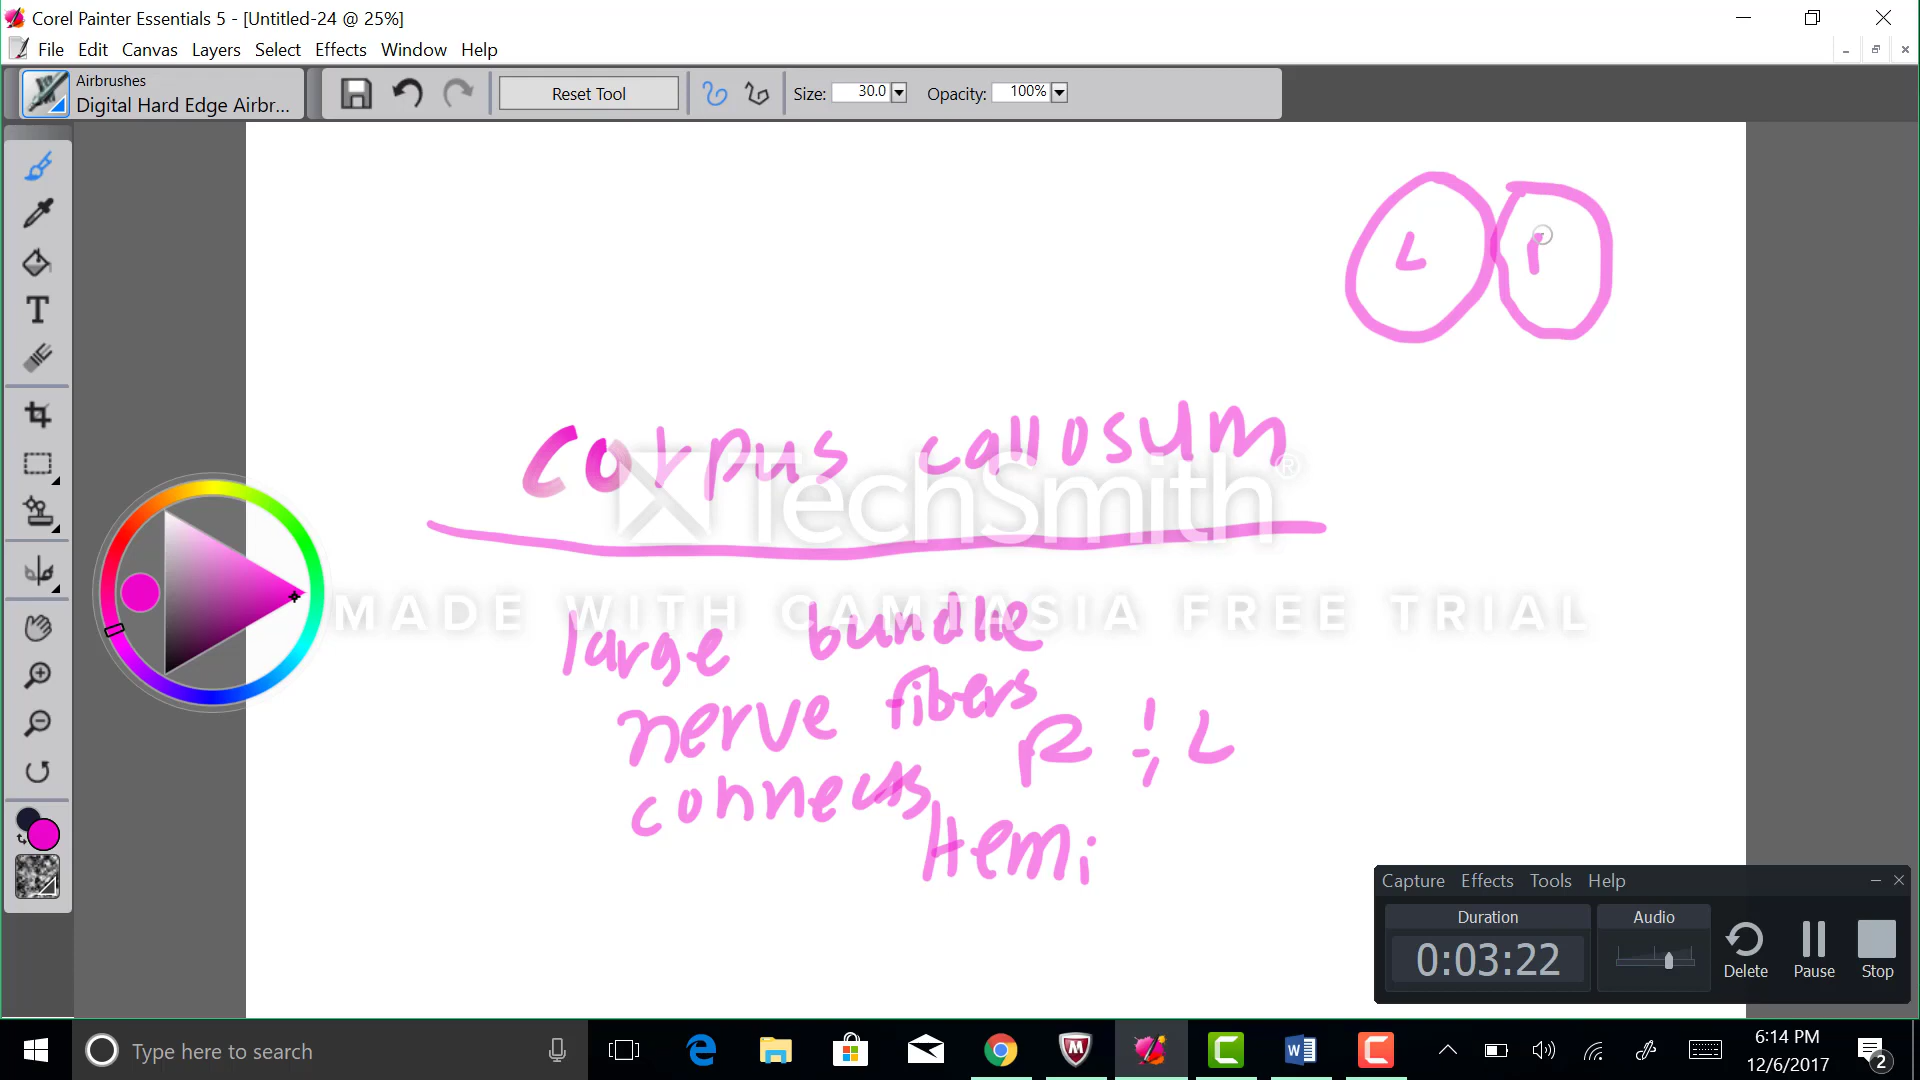 Corel Painter Essentials 5 - [Untitled-24 @ 25%]
File Edit Canvas Layers Select Effects Window Help
Airbrushes
Digital Hard Edge Airbr...
Reset Tool
Size: 30.0
Opacity: 100%
L
corpus callosum
TechSmith®
MADE WITH CAMTASIA FREE TRIAL
large bundle
nerve fibers
R & L
connects
Hemi
Capture Effects Tools Help
Duration
Audio
0:03:22
Delete
Pause
Stop
Type here to search
6:14 PM
12/6/2017
2